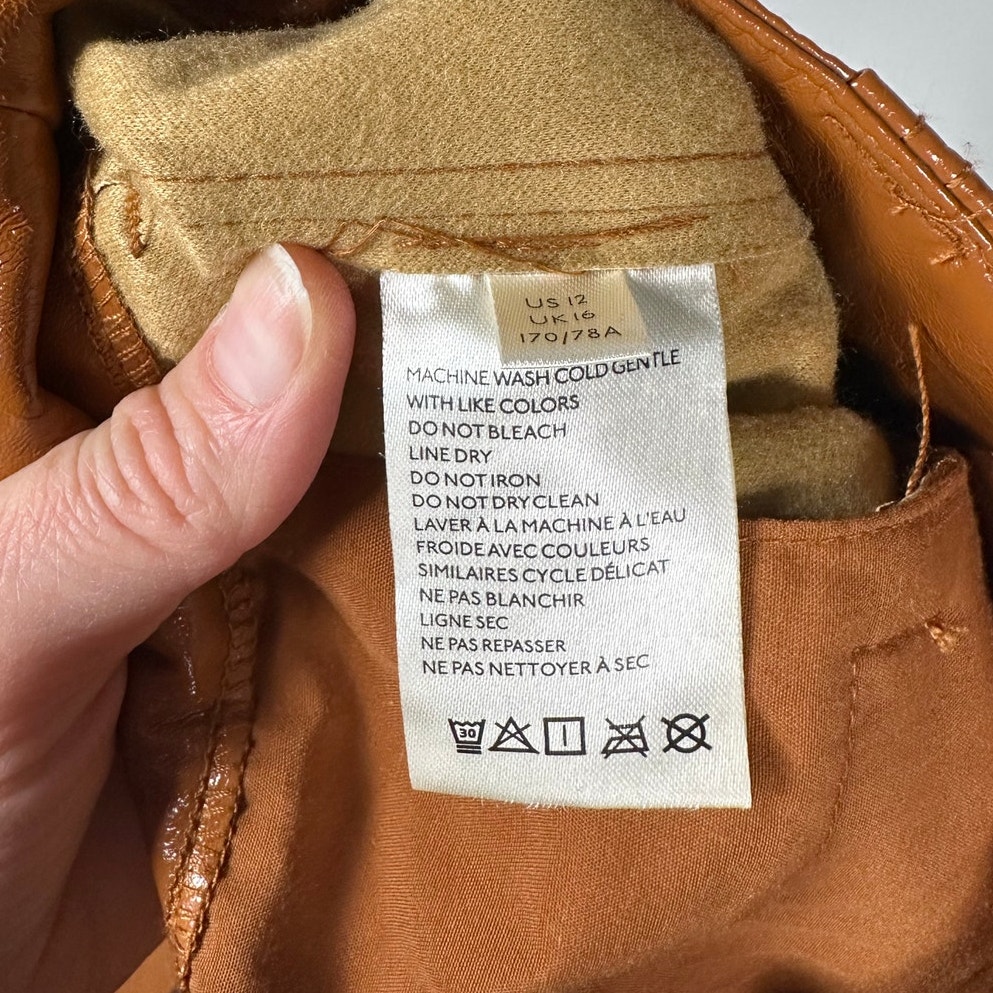 US 12
UK 16
170/78A
MACHINE WASH COLD GENTLE
WITH LIKE COLORS
DO NOT BLEACH
LINE DRY
DO NOT IRON
DO NOT DRY CLEAN
LAVER À LA MACHINE À L'EAU
FROIDE AVEC COULEURS
SIMILAIRES CYCLE DÉLICAT
NE PAS BLANCHIR
LIGNE SEC
NE PAS REPASSER
NE PAS NETTOYER À SEC
30